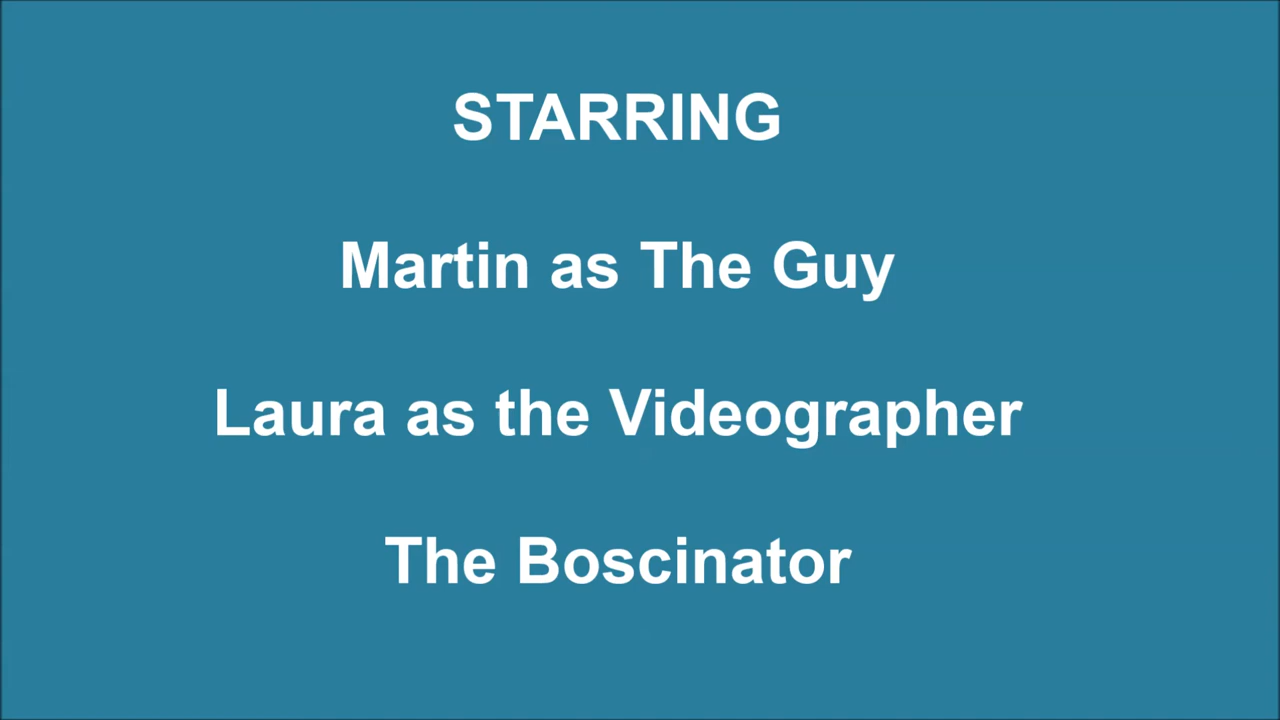 STARRING
Martin as The Guy
Laura as the Videographer
The Boscinator